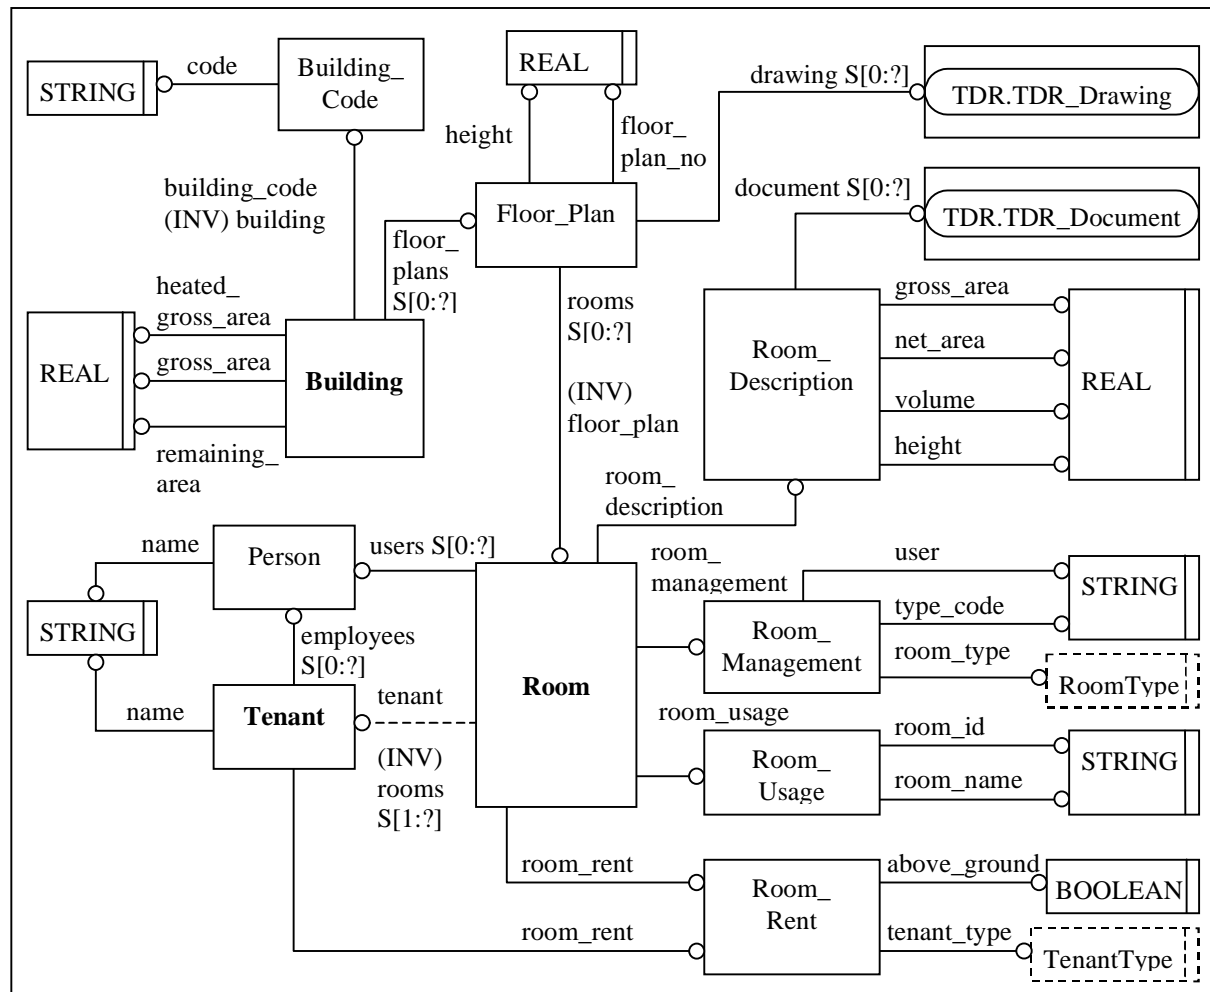 STRING
code
Building_
Code
REAL
drawing S[0:?]
TDR.TDR_Drawing
height
floor_
plan_no
building_code
(INV) building
floor_
plans
S[0:?]
Floor_Plan
document S[0:?]
TDR.TDR_Document
heated_
gross_area
gross_area
remaining_
area
REAL
Building
rooms
S[0:?]
(INV)
floor_plan
Room_
Description
gross_area
net_area
volume
height
REAL
room_
description
name
Person
users S[0:?]
STRING
employees
S[0:?]
name
Tenant
tenant
(INV)
rooms
S[1:?]
Room
room_
management
Room_
Management
user
type_code
room_type
STRING
RoomType
room_usage
Room_
Usage
room_id
room_name
STRING
room_rent
room_rent
Room_
Rent
above_ground
BOOLEAN
tenant_type
TenantType